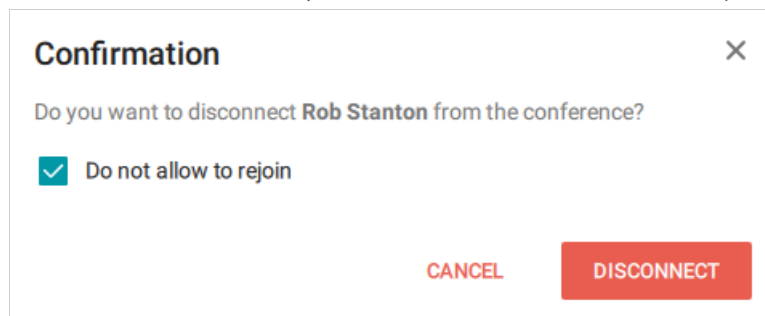 Confirmation
Do you want to disconnect Rob Stanton from the conference?
Do not allow to rejoin
CANCEL DISCONNECT